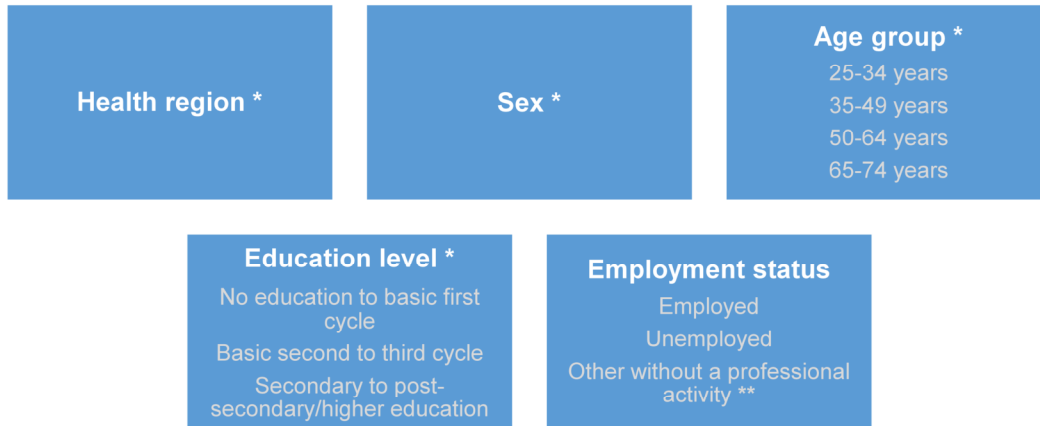 Health region *
Sex *
Age group *
25-34 years
35-49 years
50-64 years
65-74 years
Education level *
No education to basic first
cycle
Basic second to third cycle
Secondary to post-
secondary/higher education
Employment status
Employed
Unemployed
Other without a professional
activity **